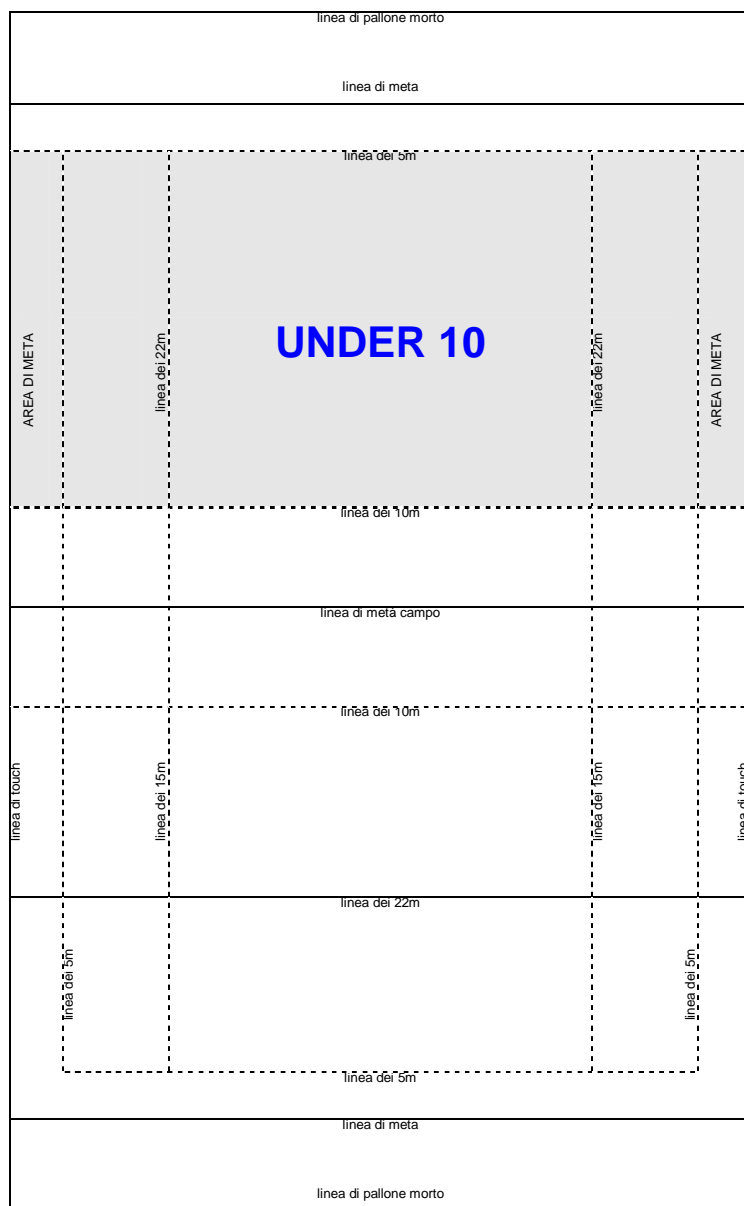 linea di pallone morto
linea di meta
linea dei 5m
UNDER 10
AREA DI META
linea dei 22m
linea dei 22m
AREA DI META
linea dei 10m
linea di metà campo
linea dei 10m
linea di touch
linea dei 15m
linea dei 15m
linea di touch
linea dei 22m
linea dei 5m
linea dei 5m
linea dei 5m
linea di meta
linea di pallone morto